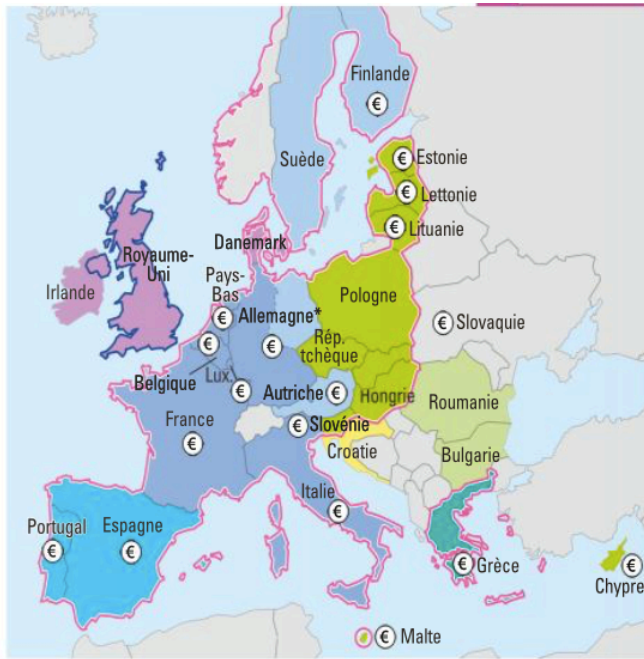 Finlande
€
Suède
€ Estonie
€ Lettonie
€ Lituanie
Danemark
Royaume-
Uni
Irlande
Pays-
Bas
€
Allemagne*
€
Pologne
€ Slovaquie
Rép.
tchèque
€
Belgique
Lux.
€
Autriche €
Hongrie
Roumanie
France
€
€ Slovénie
Croatie
Bulgarie
Italie
€
Portugal
€
Espagne
€
€ Grèce
€
Chypre
€ Malte